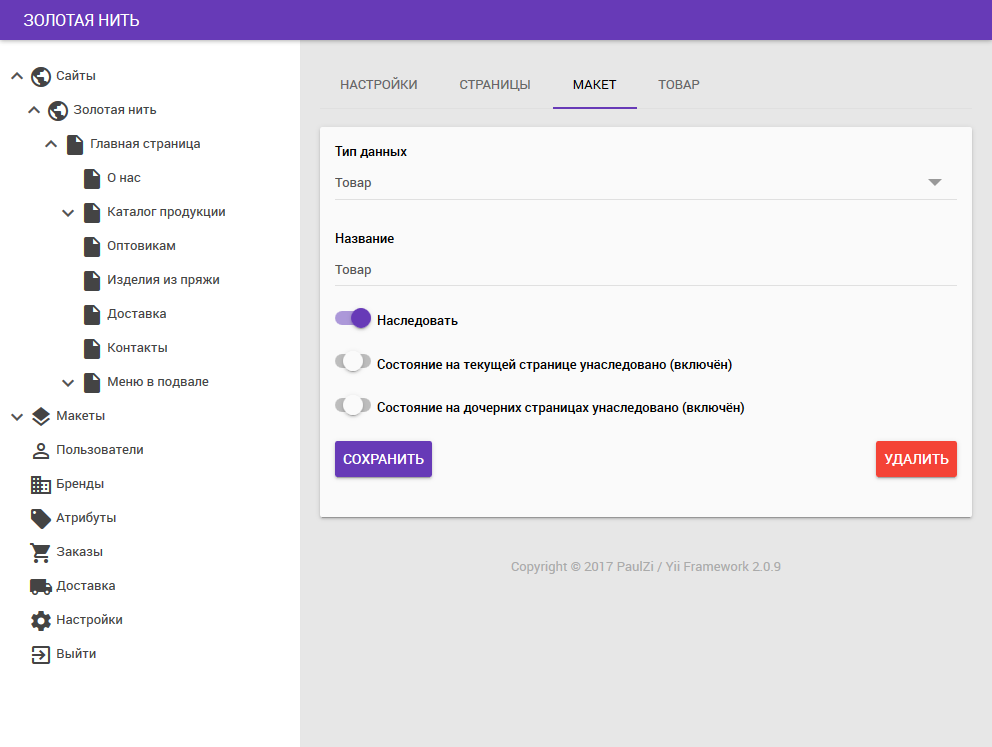 ЗОЛОТАЯ НИТЬ
Сайты
Золотая нить
Главная страница
О нас
Каталог продукции
Оптовикам
Изделия из пряжи
Доставка
Контакты
Меню в подвале
Макеты
Пользователи
Бренды
Атрибуты
Заказы
Доставка
Настройки
Выйти
НАСТРОЙКИ СТРАНИЦЫ МАКЕТ ТОВАР
Тип данных
Товар
Название
Товар
Наследовать
Состояние на текущей странице унаследовано (включён)
Состояние на дочерних страницах унаследовано (включён)
СОХРАНИТЬ УДАЛИТЬ
Copyright © 2017 PaulZi / Yii Framework 2.0.9